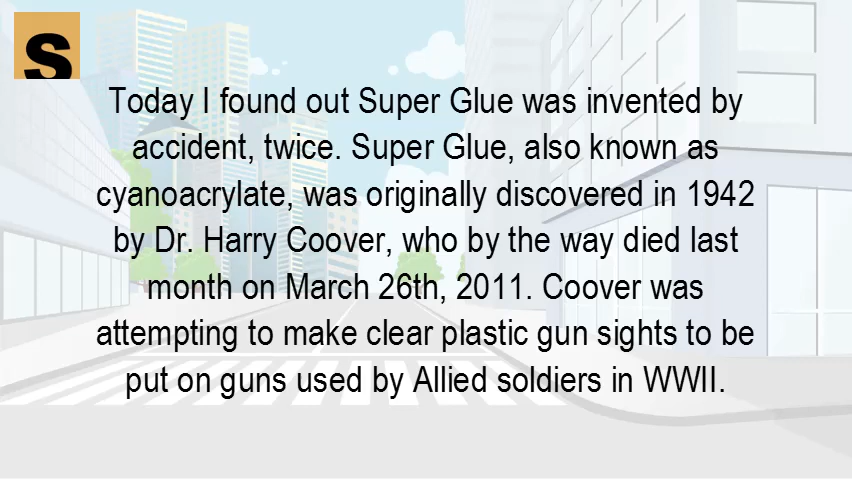 S
Today I found out Super Glue was invented by
accident, twice. Super Glue, also known as
cyanoacrylate, was originally discovered in 1942
by Dr. Harry Coover, who by the way died last
month on March 26th, 2011. Coover was
attempting to make clear plastic gun sights to be
put on guns used by Allied soldiers in WWII.